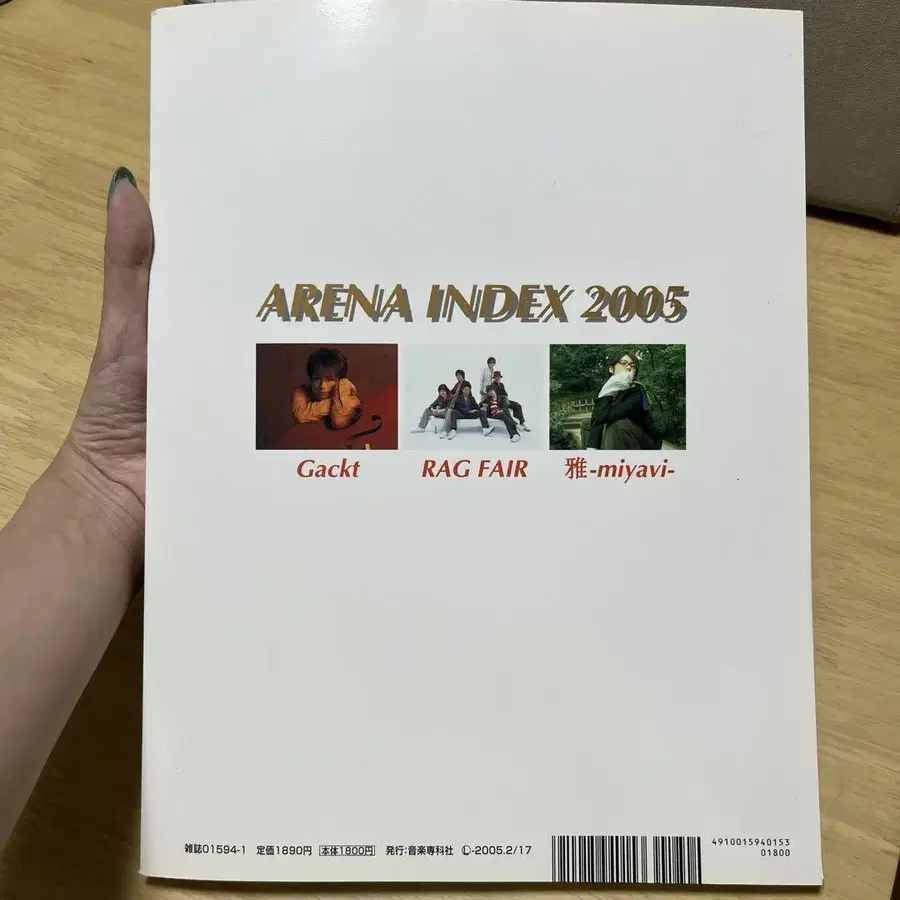 ARENA INDEX 2005
Gackt
RAG FAIR
雅-miyavi-
雑誌01594-1 定価1890円 本体1800円 発行:音楽専科社 Ⓛ-2005.2/17
4910015940153
01800